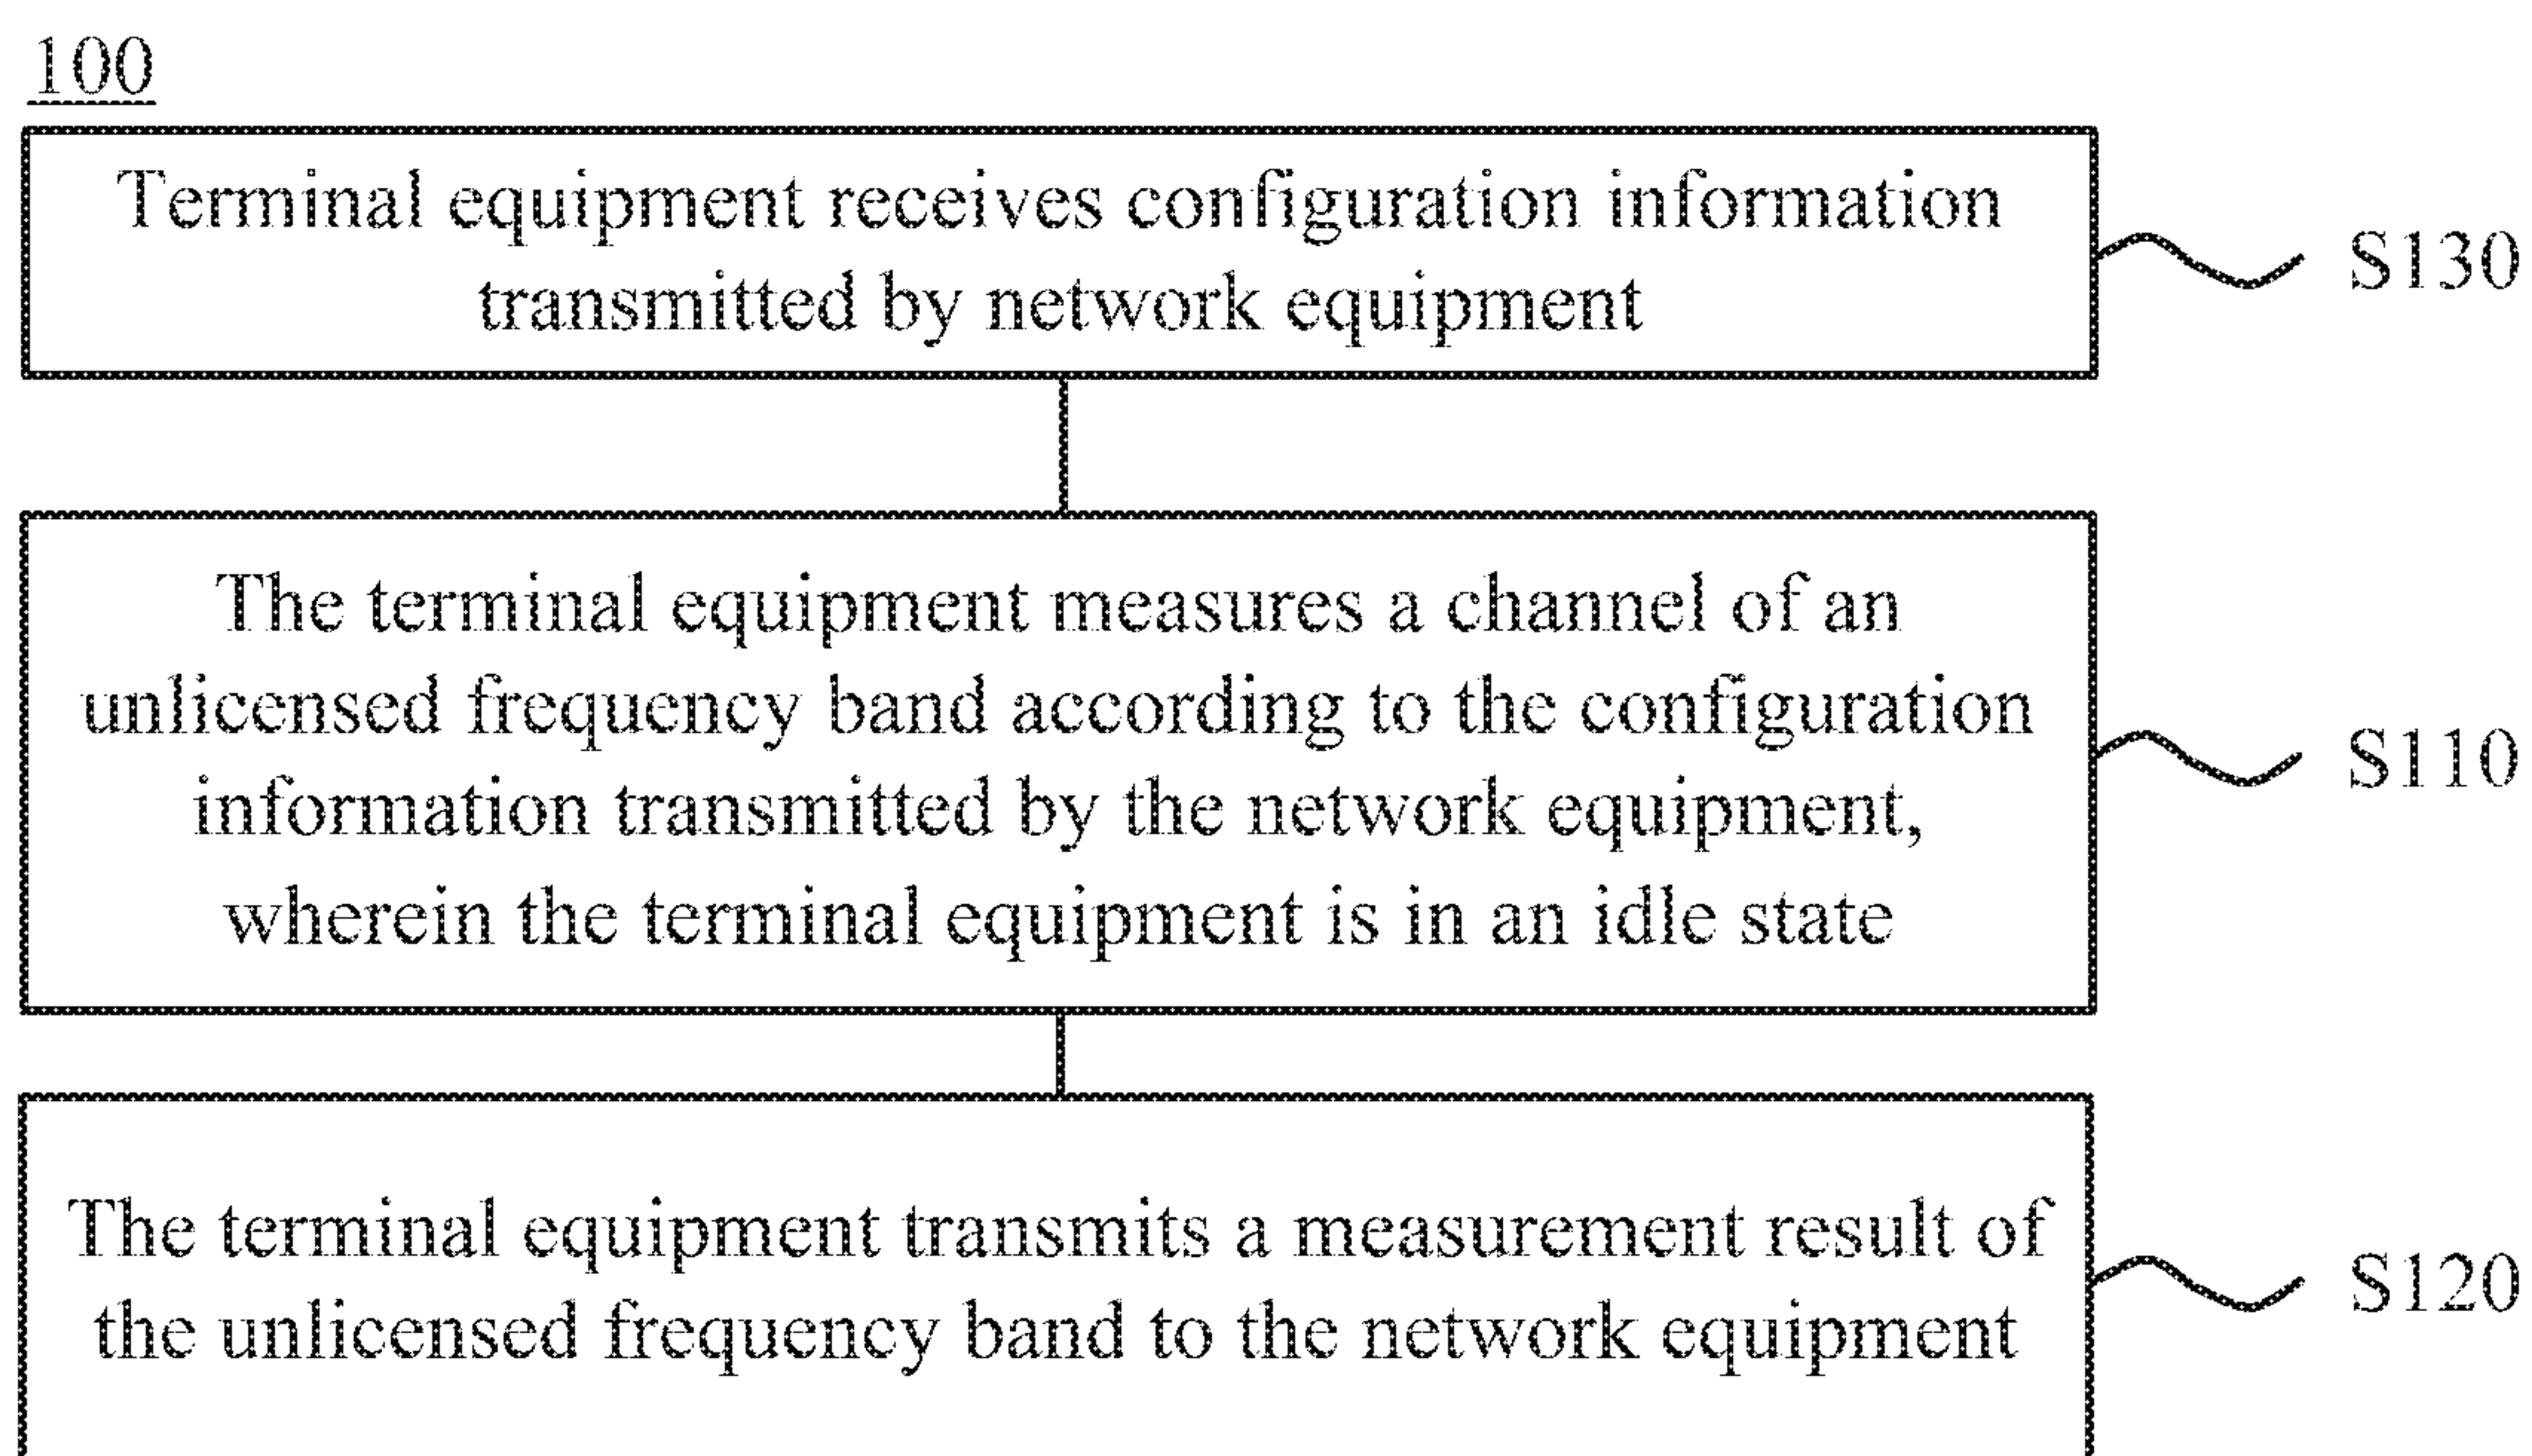 100
Terminal equipment receives configuration information
transmitted by network equipment
S130
The terminal equipment measures a channel of an
unlicensed frequency band according to the configuration
information transmitted by the network equipment,
wherein the terminal equipment is in an idle state
S110
The terminal equipment transmits a measurement result of
the unlicensed frequency band to the network equipment
S120